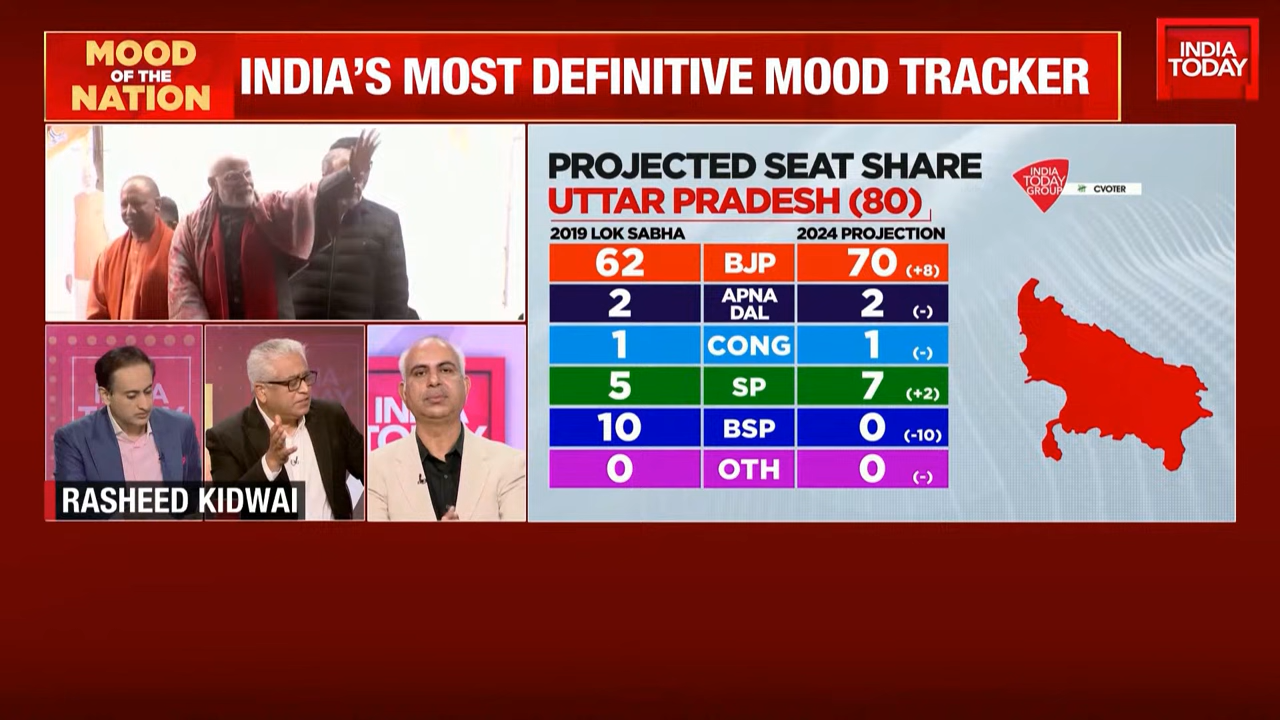 MOOD
OF THE
NATION
INDIA'S MOST DEFINITIVE MOOD TRACKER
INDIA
TODAY
PROJECTED SEAT SHARE
UTTAR PRADESH (80)
INDIA
TODAY
GROUP
CVOTER
2019 LOK SABHA 2024 PROJECTION
62 BJP 70 (+8)
2 APNA DAL 2 (-)
1 CONG 1 (-)
5 SP 7 (+2)
10 BSP 0 (-10)
0 OTH 0 (-)
RASHEED KIDWAI